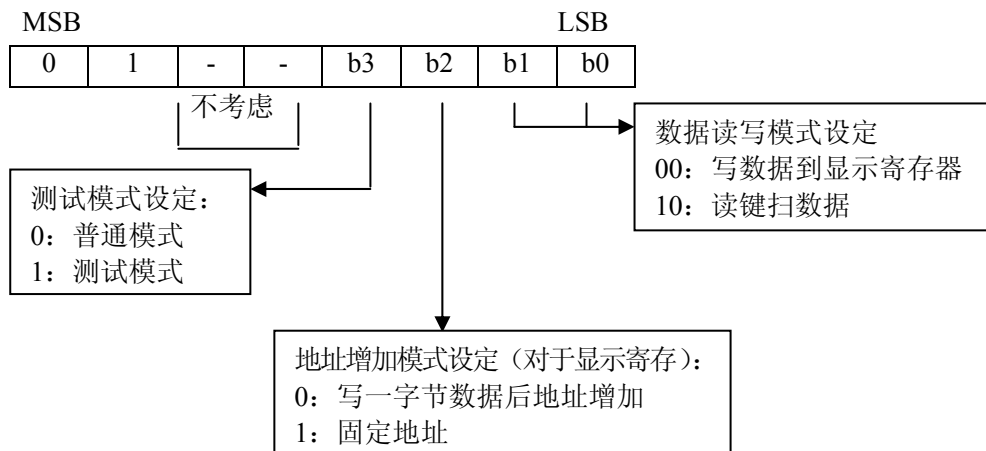 MSB LSB
0 1 - - b3 b2 b1 b0
不考虑
数据读写模式设定
00：写数据到显示寄存器
10：读键扫数据
测试模式设定：
0：普通模式
1：测试模式
地址增加模式设定（对于显示寄存）：
0：写一字节数据后地址增加
1：固定地址